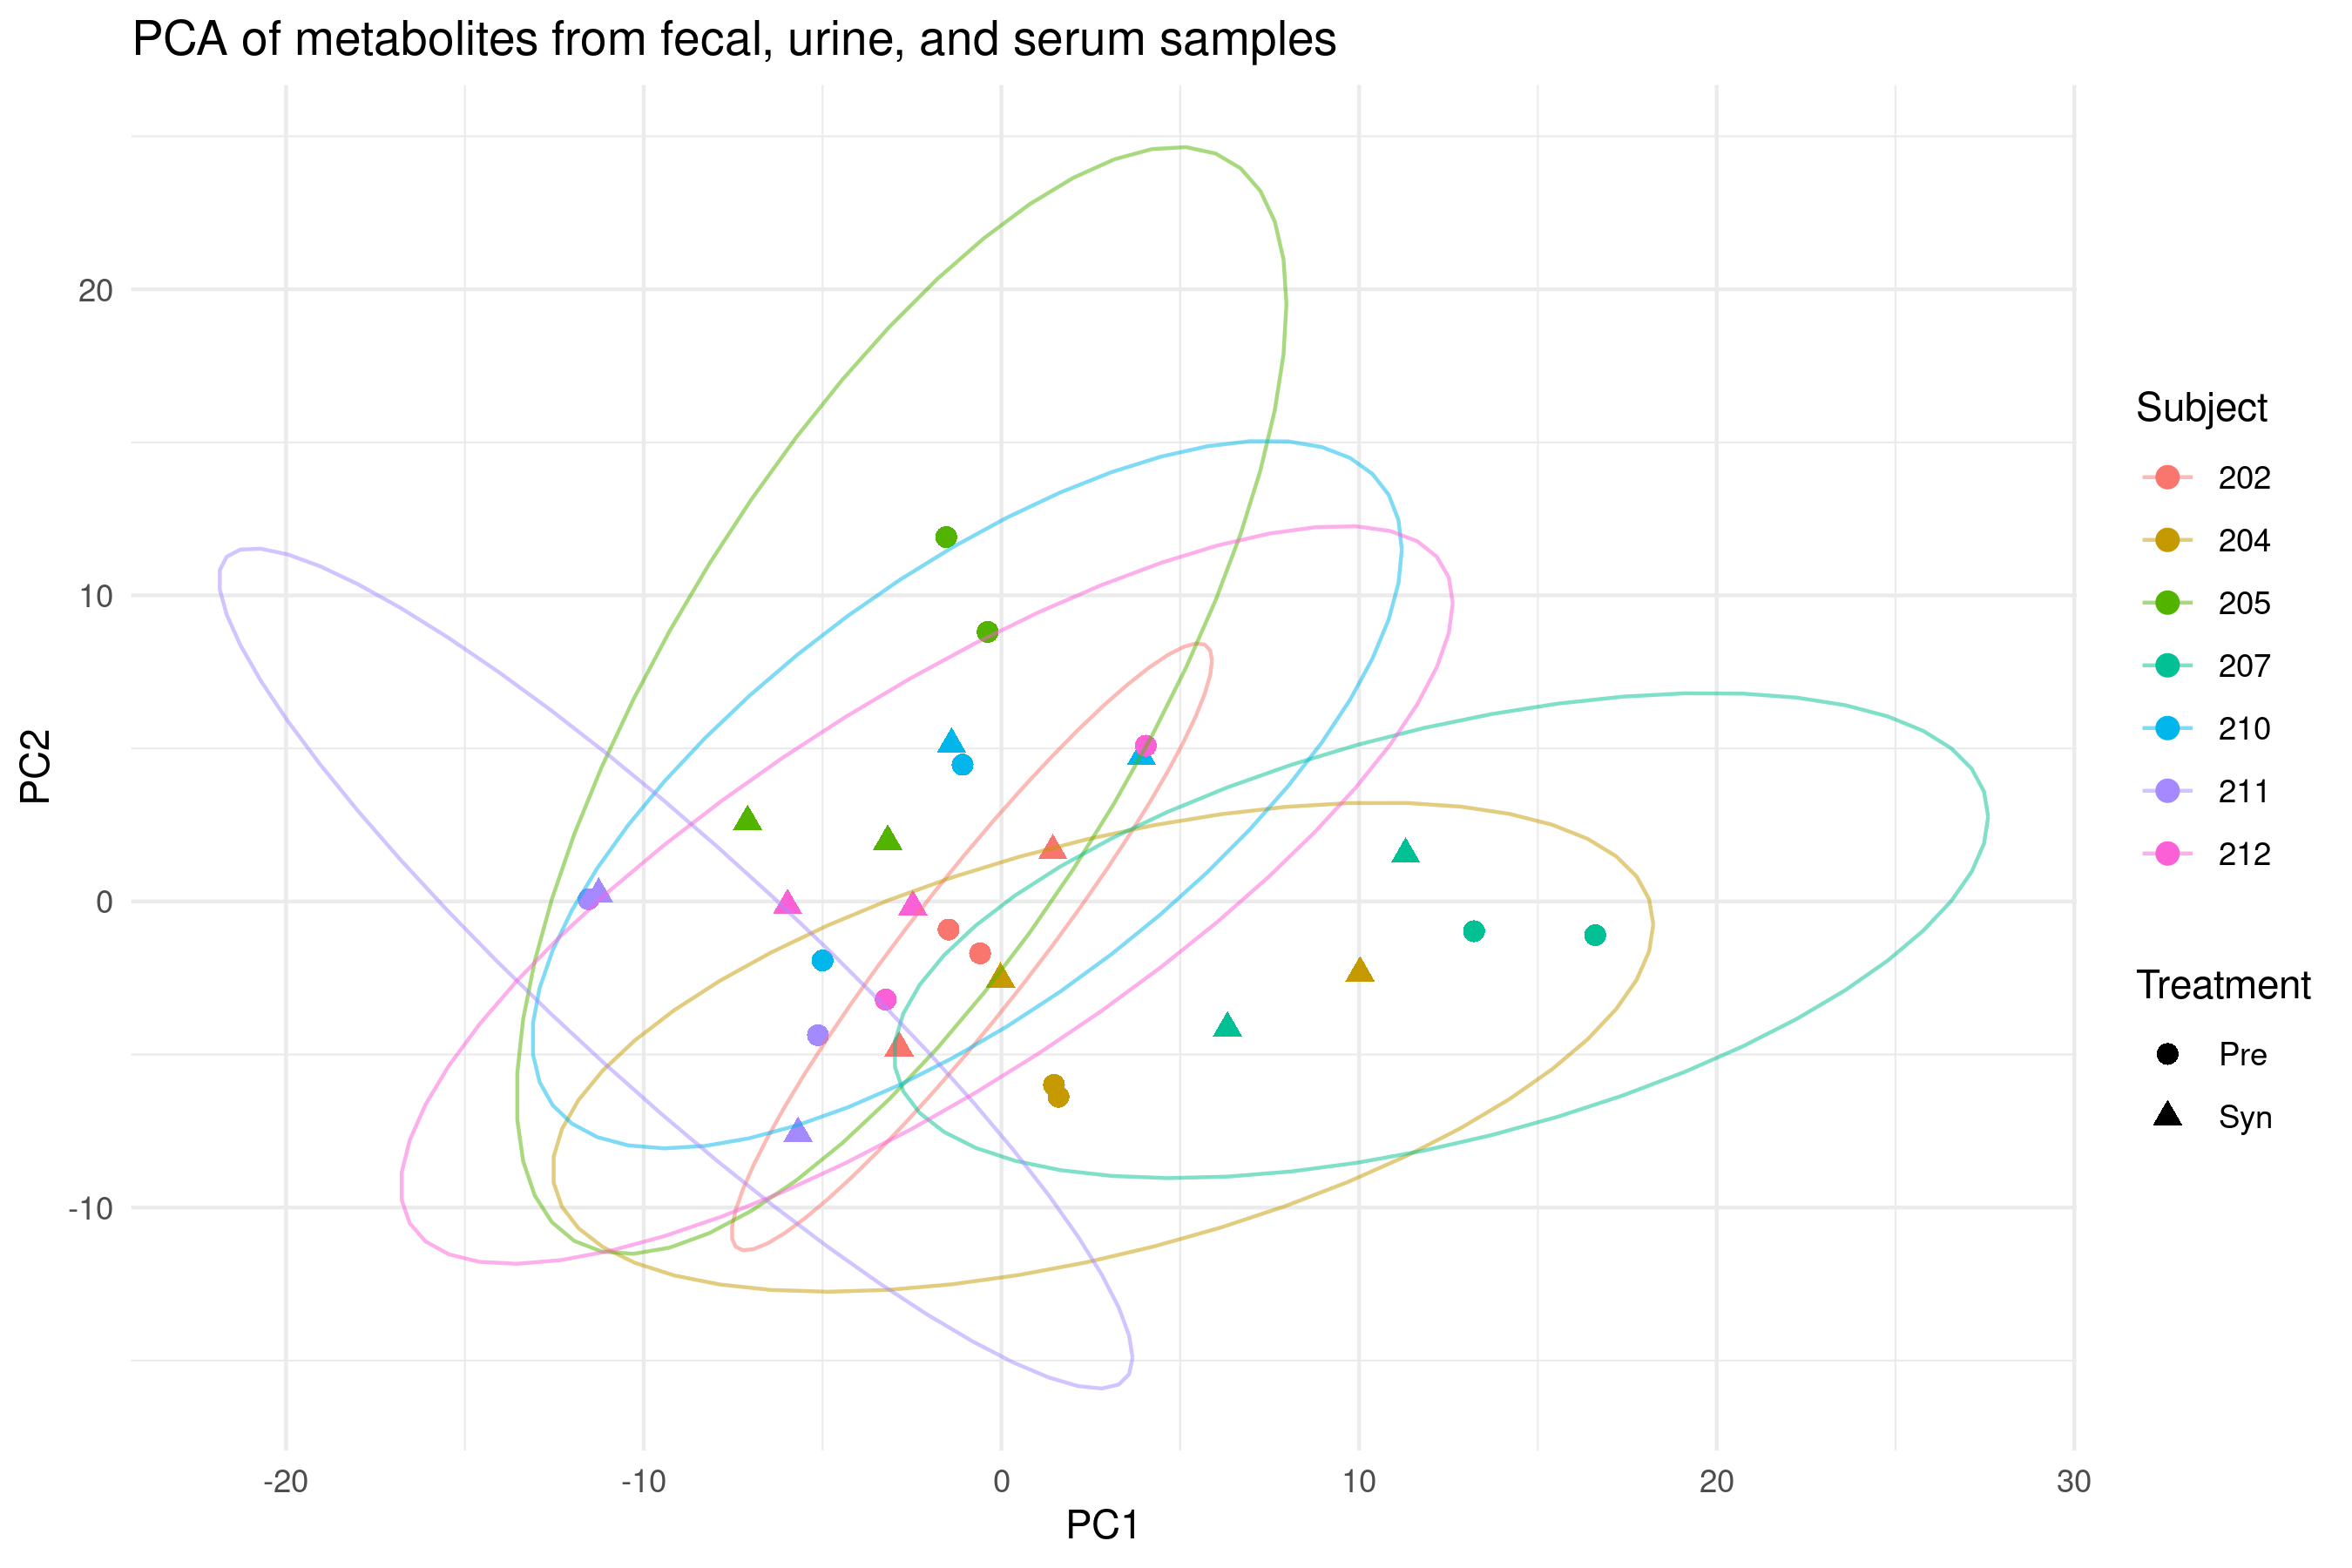 PCA of metabolites from fecal, urine, and serum samples
PC2
20
10
0
-10
-20
-10
0
10
20
30
PC1
Subject
202
204
205
207
210
211
212
Treatment
Pre
Syn